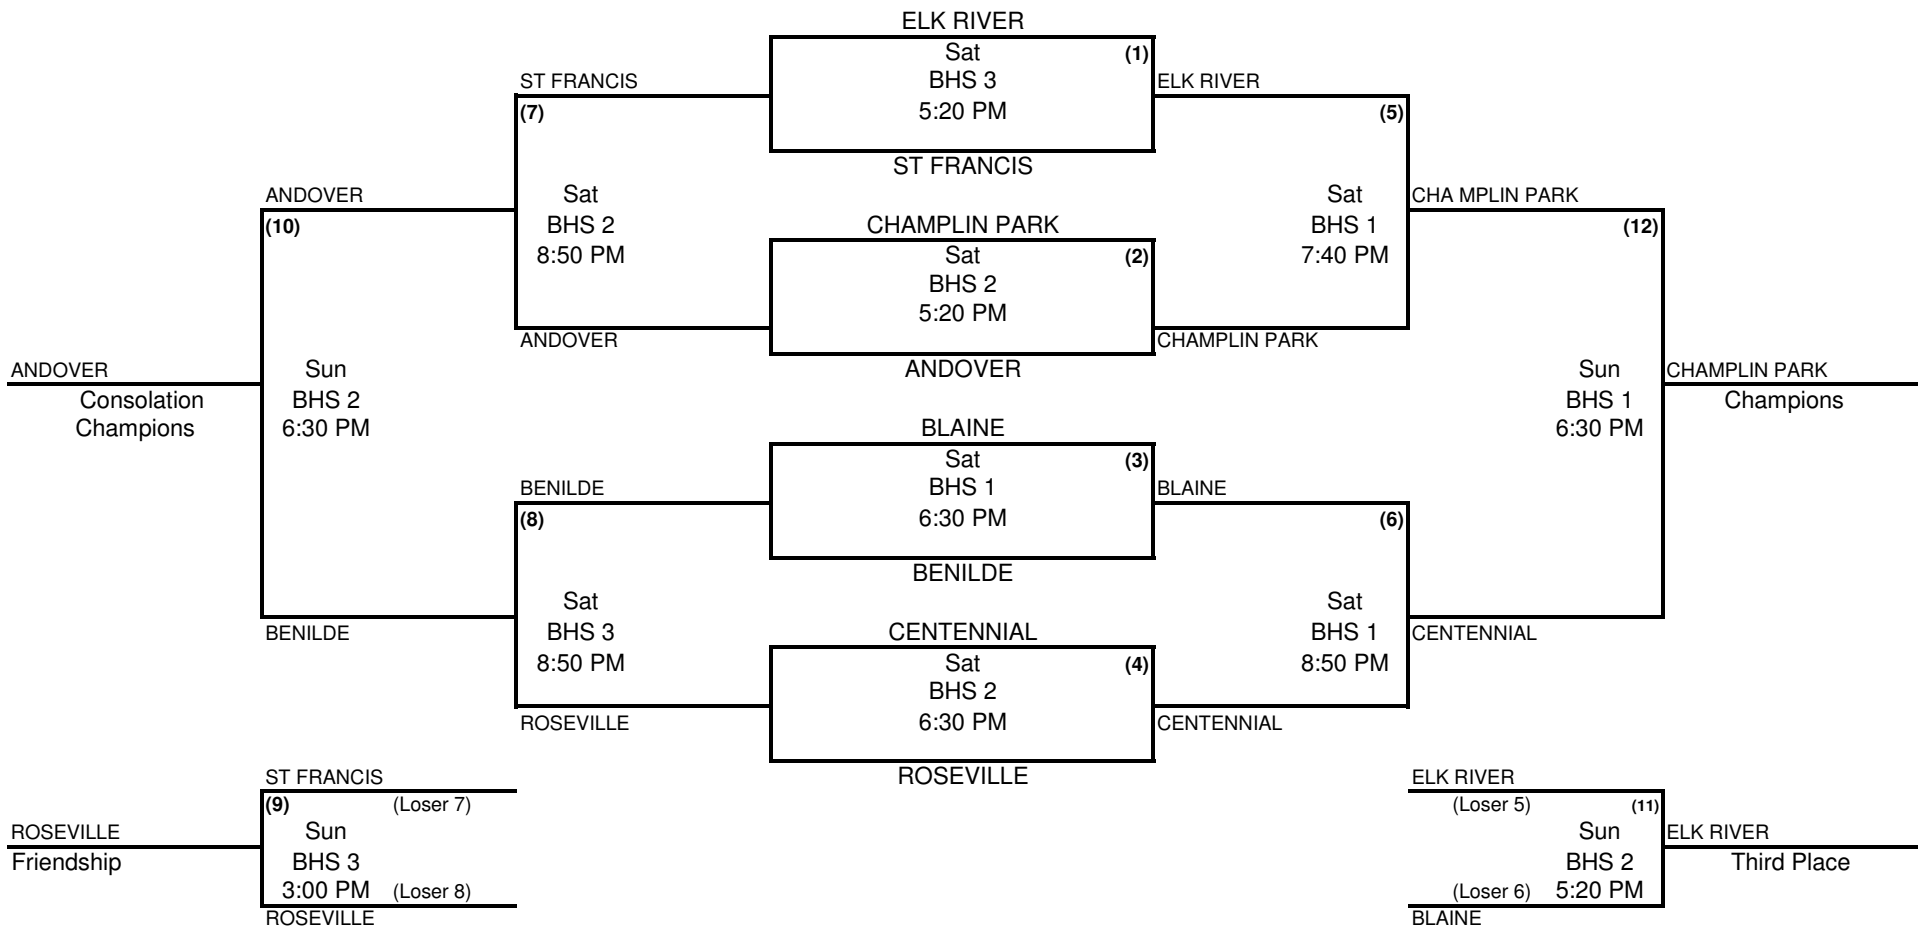 ELK RIVER
Sat
(1)
BHS 3
5:20 PM
ST FRANCIS
ST FRANCIS
(7)
Sat
BHS 2
8:50 PM
ANDOVER
ELK RIVER
(5)
Sat
BHS 1
7:40 PM
CHAMPLIN PARK
CHAMPLIN PARK
Sat
(2)
BHS 2
5:20 PM
ANDOVER
ANDOVER
(10)
Sun
BHS 2
6:30 PM
BENILDE
ANDOVER
Consolation
Champions
CHA MPLIN PARK
(12)
Sun
BHS 1
6:30 PM
CENTENNIAL
CHAMPLIN PARK
Champions
BLAINE
Sat
(3)
BHS 1
6:30 PM
BENILDE
BENILDE
(8)
Sat
BHS 3
8:50 PM
ROSEVILLE
BLAINE
(6)
Sat
BHS 1
8:50 PM
CENTENNIAL
CENTENNIAL
Sat
(4)
BHS 2
6:30 PM
ROSEVILLE
ST FRANCIS
(9)
(Loser 7)
Sun
BHS 3
3:00 PM
(Loser 8)
ROSEVILLE
ROSEVILLE
Friendship
ELK RIVER
(Loser 5)
(11)
Sun
BHS 2
(Loser 6)
5:20 PM
BLAINE
ELK RIVER
Third Place